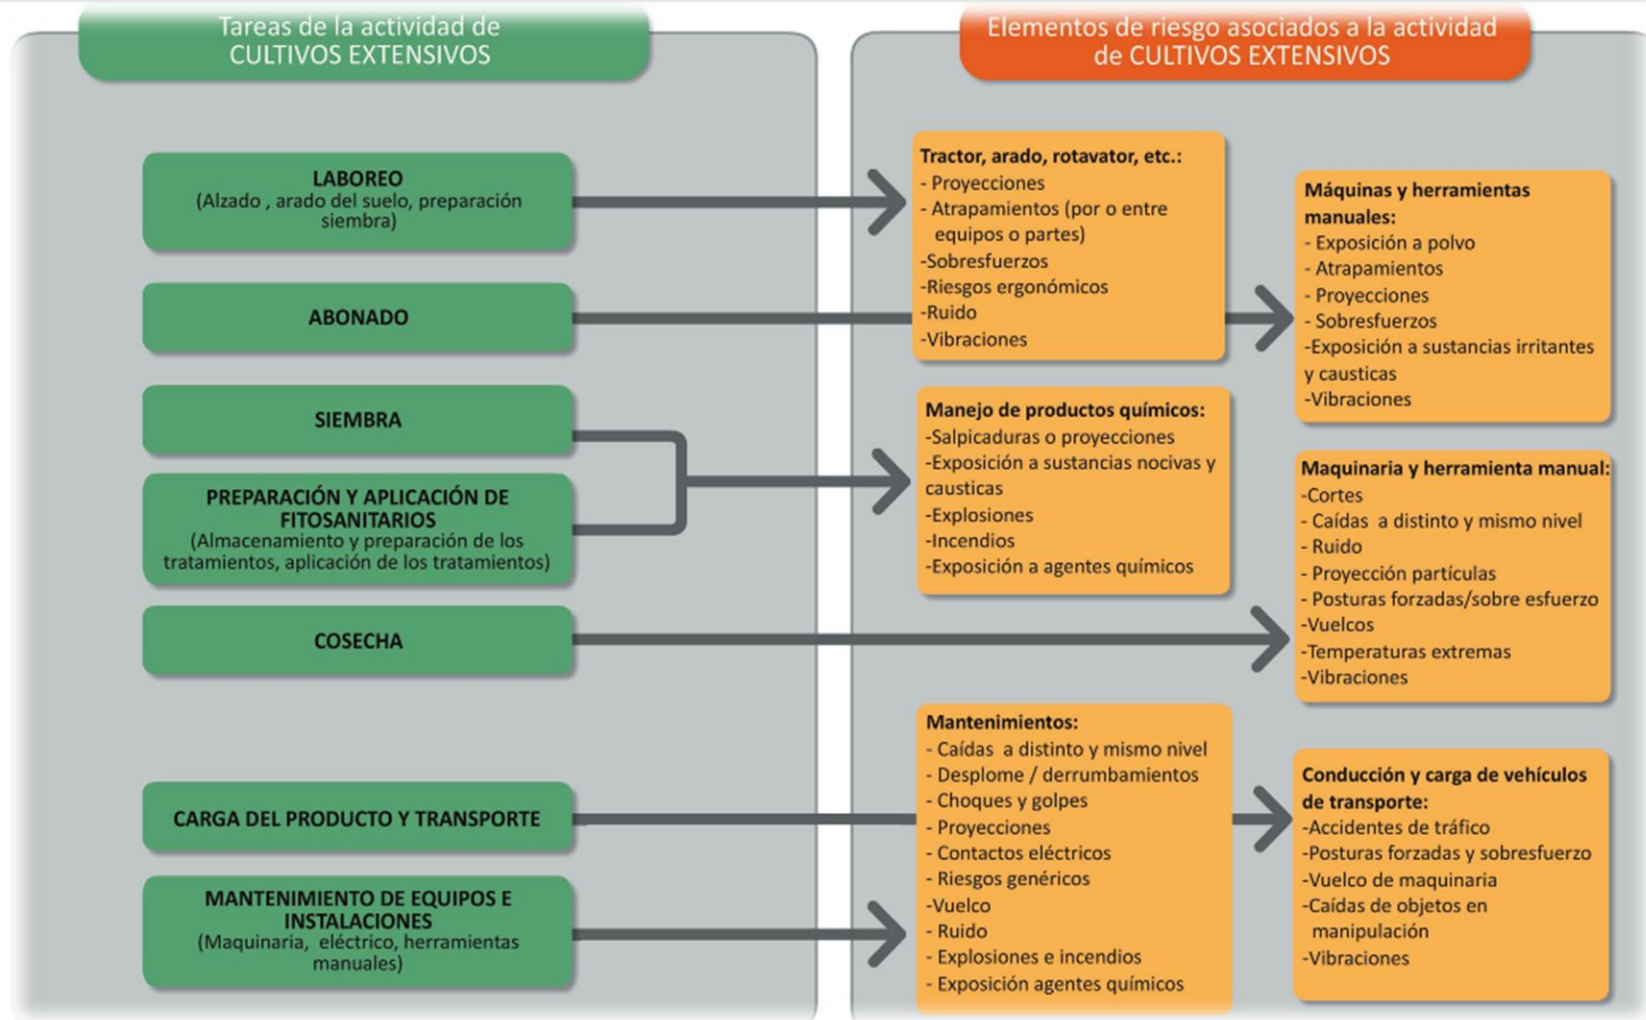 Tareas de la actividad de
CULTIVOS EXTENSIVOS
Elementos de riesgo asociados a la actividad
de CULTIVOS EXTENSIVOS
LABOREO
(Alzado , arado del suelo, preparación
siembra)
ABONADO
SIEMBRA
PREPARACIÓN Y APLICACIÓN DE
FITOSANITARIOS
(Almacenamiento y preparación de los
tratamientos, aplicación de los tratamientos)
COSECHA
CARGA DEL PRODUCTO Y TRANSPORTE
MANTENIMIENTO DE EQUIPOS E
INSTALACIONES
(Maquinaria, eléctrico, herramientas
manuales)
Tractor, arado, rotavator, etc.:
- Proyecciones
- Atrapamientos (por o entre
equipos o partes)
-Sobresfuerzos
-Riesgos ergonómicos
-Ruido
-Vibraciones
Máquinas y herramientas
manuales:
- Exposición a polvo
- Atrapamientos
- Proyecciones
- Sobresfuerzos
-Exposición a sustancias irritantes
y causticas
-Vibraciones
Manejo de productos químicos:
-Salpicaduras o proyecciones
-Exposición a sustancias nocivas y
causticas
-Explosiones
-Incendios
-Exposición a agentes químicos
Maquinaria y herramienta manual:
-Cortes
- Caídas a distinto y mismo nivel
- Ruido
- Proyección partículas
- Posturas forzadas/sobre esfuerzo
-Vuelcos
-Temperaturas extremas
-Vibraciones
Mantenimientos:
- Caídas a distinto y mismo nivel
- Desplome / derrumbamientos
- Choques y golpes
- Proyecciones
- Contactos eléctricos
- Riesgos genéricos
-Vuelco
- Ruido
- Explosiones e incendios
- Exposición agentes químicos
Conducción y carga de vehículos
de transporte:
-Accidentes de tráfico
-Posturas forzadas y sobresfuerzo
-Vuelco de maquinaria
-Caídas de objetos en
manipulación
-Vibraciones